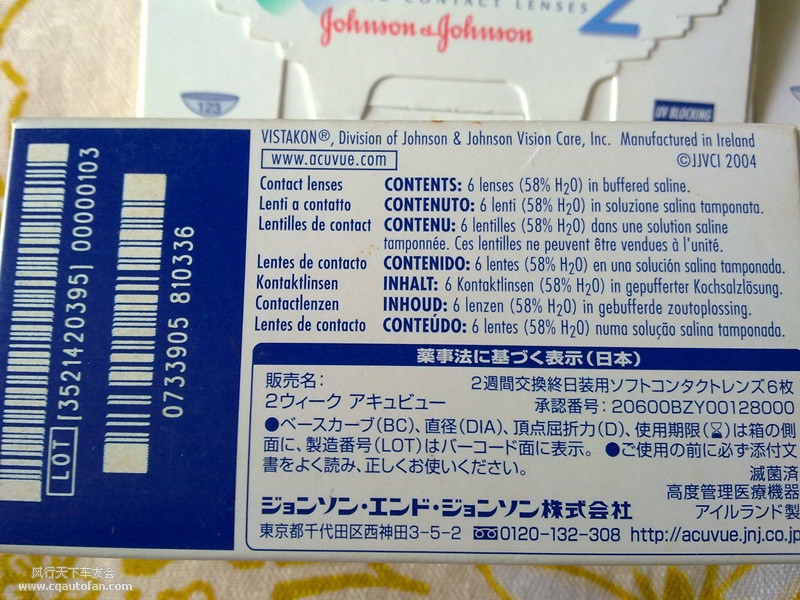 CONTACT LENSES 2
Johnson & Johnson
123
UV BLOCKING
VISTAKON®, Division of Johnson & Johnson Vision Care, Inc. Manufactured in Ireland
www.acuvue.com ©JJVCI 2004
Contact lenses CONTENTS: 6 lenses (58% H2O) in buffered saline.
Lenti a contatto CONTENUTO: 6 lenti (58% H2O) in soluzione salina tamponata.
Lentilles de contact CONTENU: 6 lentilles (58% H2O) dans une solution saline
tamponnée. Ces lentilles ne peuvent être vendues à l'unité.
Lentes de contacto CONTENIDO: 6 lentes (58% H2O) en una solución salina tamponada.
Kontaktlinsen INHALT: 6 Kontaktlinsen (58% H2O) in gepufferter Kochsalzlösung.
Contactlenzen INHOUD: 6 lenzen (58% H2O) in gebufferde zoutoplossing.
Lentes de contacto CONTEÚDO: 6 lentes (58% H2O) numa solução salina tamponada.
薬事法に基づく表示(日本)
販売名: 2週間交換終日装用ソフトコンタクトレンズ6枚
2ウィーク アキュビュー 承認番号: 20600BZY00128000
●ベースカーブ(BC)、直径(DIA)、頂点屈折力(D)、使用期限(⌛)は箱の側
面に、製造番号(LOT)はバーコード面に表示。 ●ご使用の前に必ず添付文
書をよく読み、正しくお使いください。
滅菌済
高度管理医療機器
ジョンソン・エンド・ジョンソン株式会社 アイルランド製
東京都千代田区西神田3-5-2 0120-132-308 http://acuvue.jnj.co.jp
LOT 3521420395 00000103
0733905 810336
风行天下车友会
www.cqautofan.com